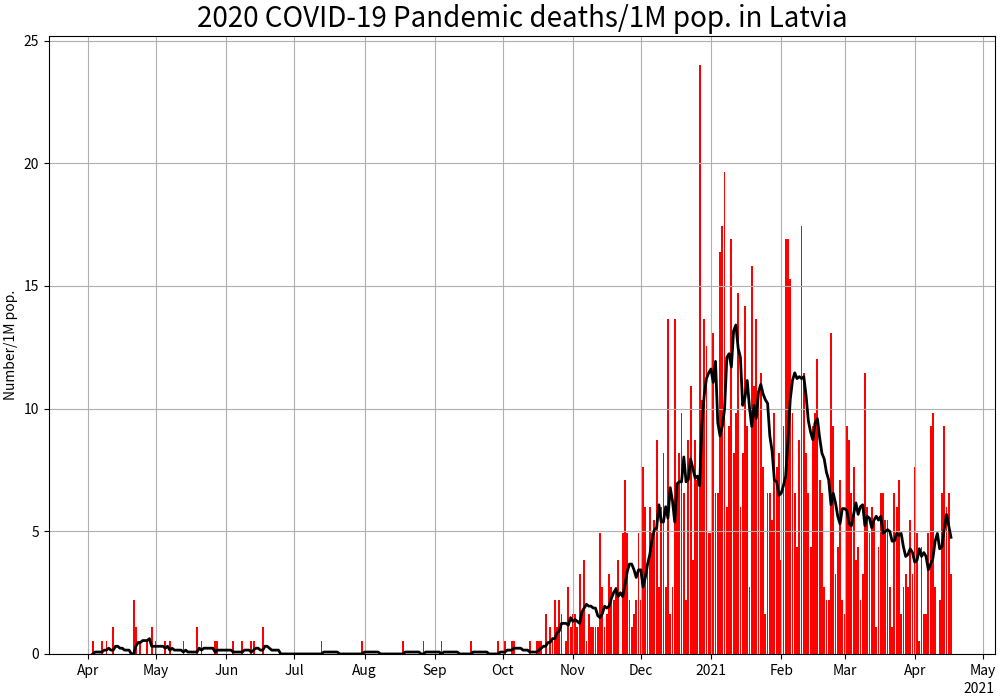 2020 COVID-19 Pandemic deaths/1M pop. in Latvia
Number/1M pop.
25
20
15
10
5
0
Apr May Jun Jul Aug Sep Oct Nov Dec 2021 Feb Mar Apr May
2021